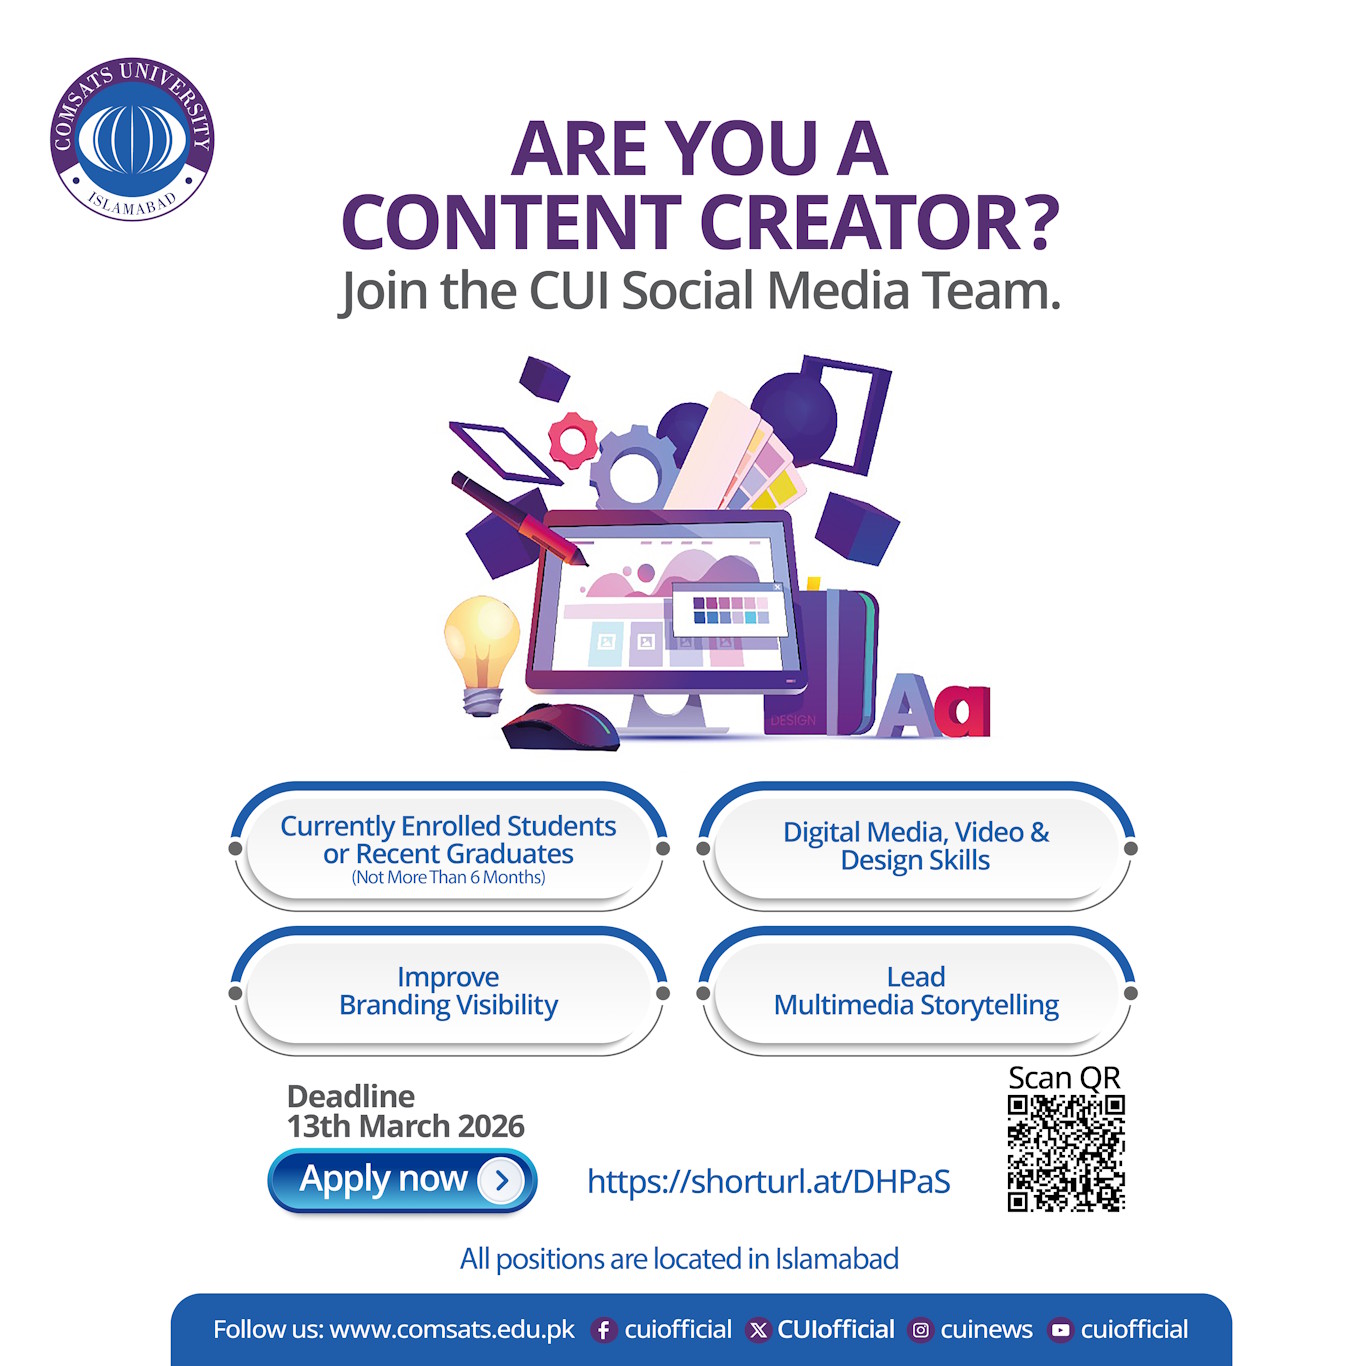 COMSATS UNIVERSITY
ISLAMABAD
ARE YOU A
CONTENT CREATOR?
Join the CUI Social Media Team.
DESIGN
Aa
Currently Enrolled Students
or Recent Graduates
(Not More Than 6 Months)
Digital Media, Video &
Design Skills
Improve
Branding Visibility
Lead
Multimedia Storytelling
Deadline
13th March 2026
Apply now
https://shorturl.at/DHPaS
Scan QR
All positions are located in Islamabad
Follow us: www.comsats.edu.pk cuiofficial CUIofficial cuinews cuiofficial